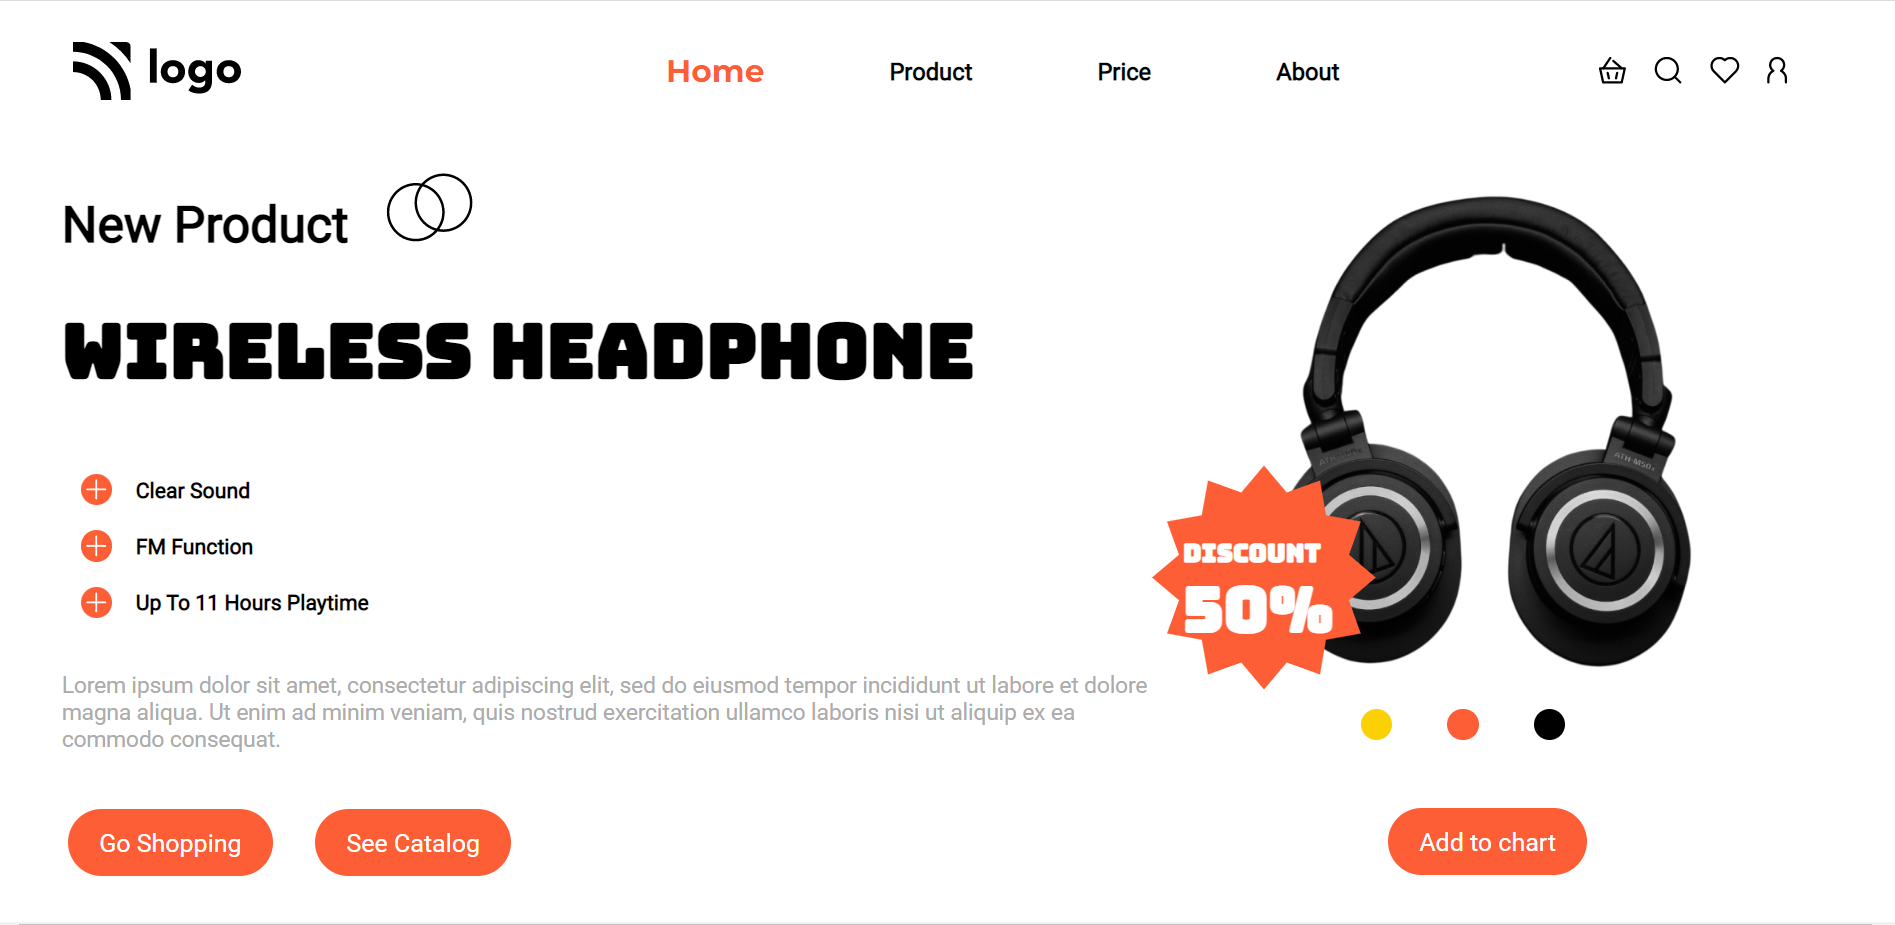 logo
Home
Product
Price
About
New Product
WIRELESS HEADPHONE
Clear Sound
FM Function
Up To 11 Hours Playtime
Lorem ipsum dolor sit amet, consectetur adipiscing elit, sed do eiusmod tempor incididunt ut labore et dolore
magna aliqua. Ut enim ad minim veniam, quis nostrud exercitation ullamco laboris nisi ut aliquip ex ea
commodo consequat.
Go Shopping
See Catalog
ATH-M50x
DISCOUNT
50%
Add to chart